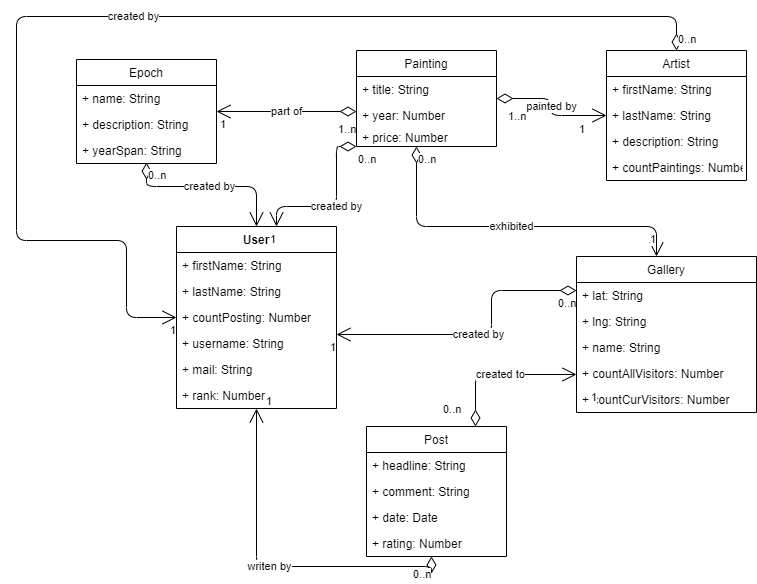 created by
0..n
Epoch
+ name: String
+ description: String
+ yearSpan: String
0..n
part of
1
1..n
Painting
+ title: String
+ year: Number
+ price: Number
0..n
0..n
painted by
1..n
1
Artist
+ firstName: String
+ lastName: String
+ description: String
+ countPaintings: Numbe
created by
created by
exhibited
1
User1
+ firstName: String
+ lastName: String
+ countPosting: Number
+ username: String
+ mail: String
+ rank: Number
1
1
1
created by
0..n
Gallery
+ lat: String
+ lng: String
+ name: String
+ countAllVisitors: Number
+ 1:ountCurVisitors: Number
created to
0..n
Post
+ headline: String
+ comment: String
+ date: Date
+ rating: Number
writen by
0..n